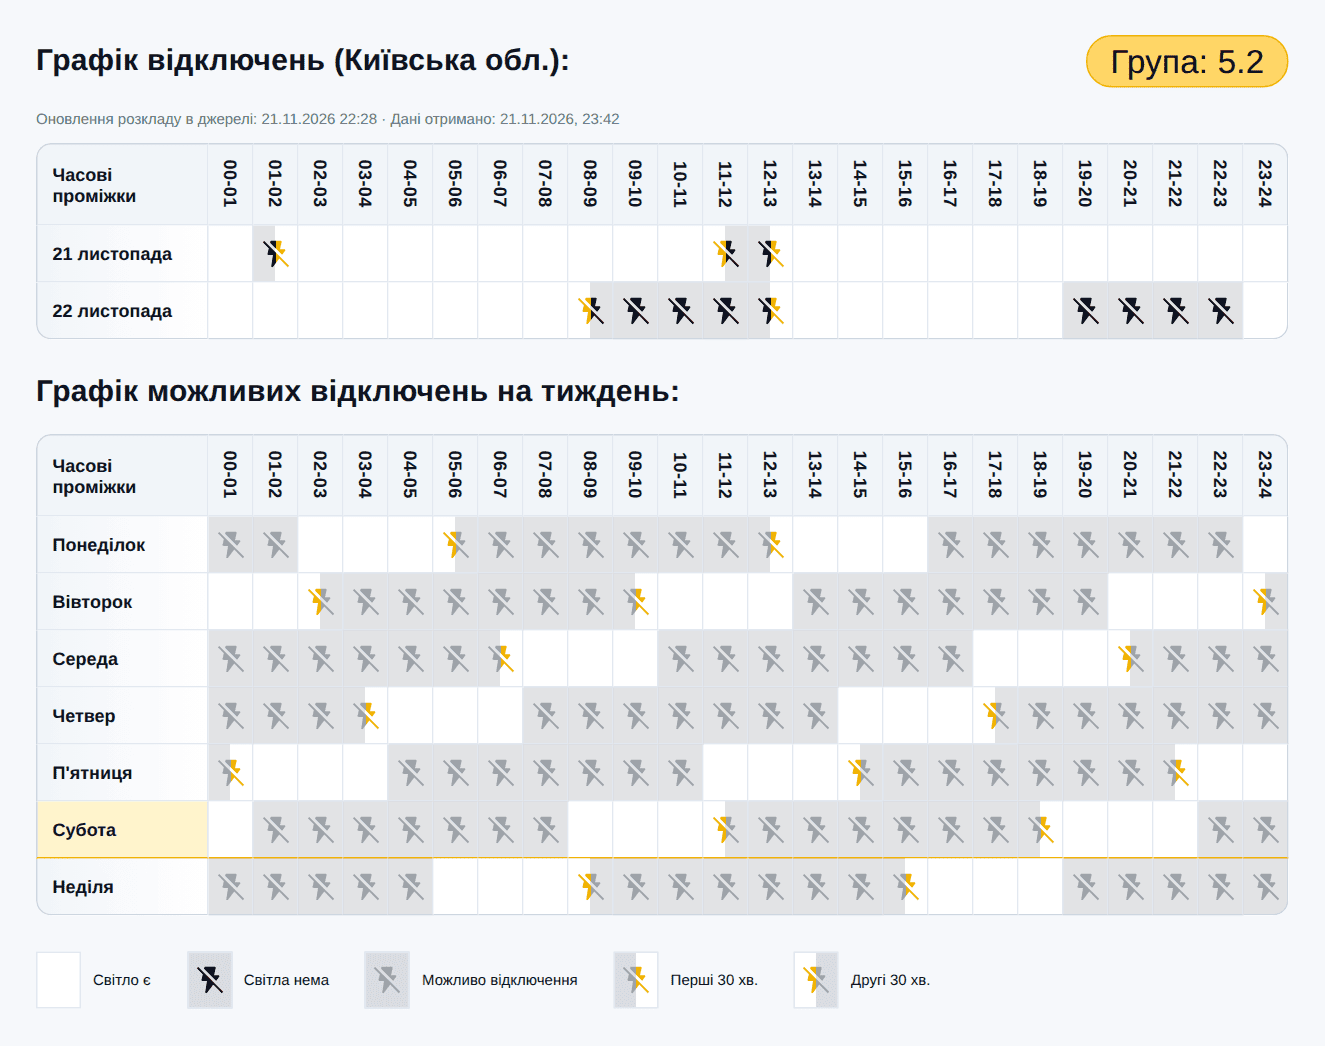 Графік відключень (Київська обл.):
Група: 5.2
Оновлення розкладу в джерелі: 21.11.2026 22:28 · Дані отримано: 21.11.2026, 23:42
Часові проміжки 00-01 01-02 02-03 03-04 04-05 05-06 06-07 07-08 08-09 09-10 10-11 11-12 12-13 13-14 14-15 15-16 16-17 17-18 18-19 19-20 20-21 21-22 22-23 23-24
21 листопада
22 листопада
Графік можливих відключень на тиждень:
Часові проміжки 00-01 01-02 02-03 03-04 04-05 05-06 06-07 07-08 08-09 09-10 10-11 11-12 12-13 13-14 14-15 15-16 16-17 17-18 18-19 19-20 20-21 21-22 22-23 23-24
Понеділок
Вівторок
Середа
Четвер
П'ятниця
Субота
Неділя
Світло є Світла нема Можливо відключення Перші 30 хв. Другі 30 хв.